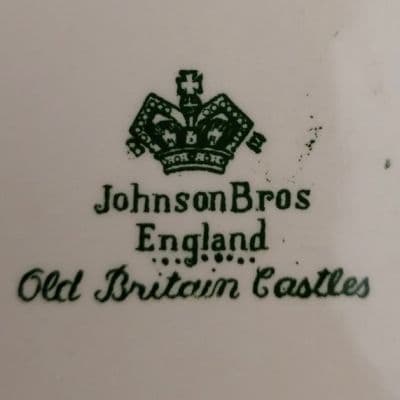 JohnsonBros
England
Old Britain Castles